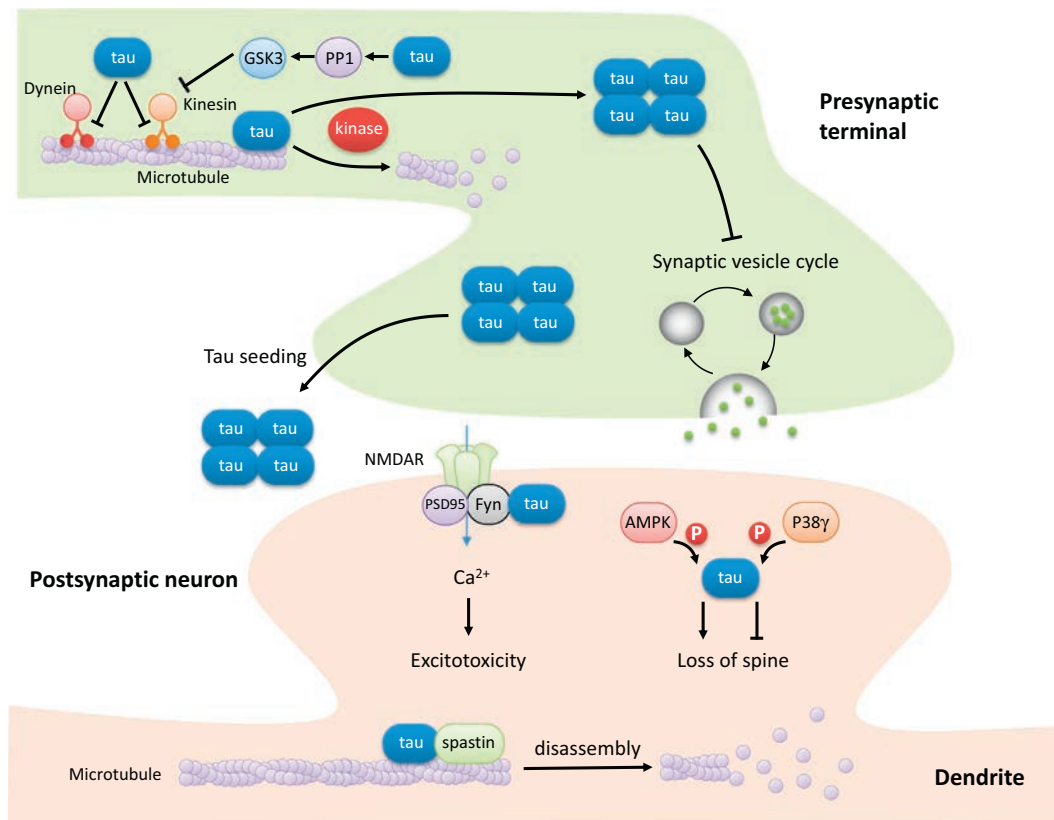 tau
GSK3
PP1
tau
Dynein
Kinesin
tau
kinase
Microtubule
tau tau
tau tau
Presynaptic
terminal
Synaptic vesicle cycle
tau tau
tau tau
Tau seeding
tau tau
tau tau
NMDAR
PSD95
Fyn
tau
Ca²⁺
Excitotoxicity
AMPK
P
P
P38γ
tau
Loss of spine
Postsynaptic neuron
tau
spastin
disassembly
Microtubule
Dendrite